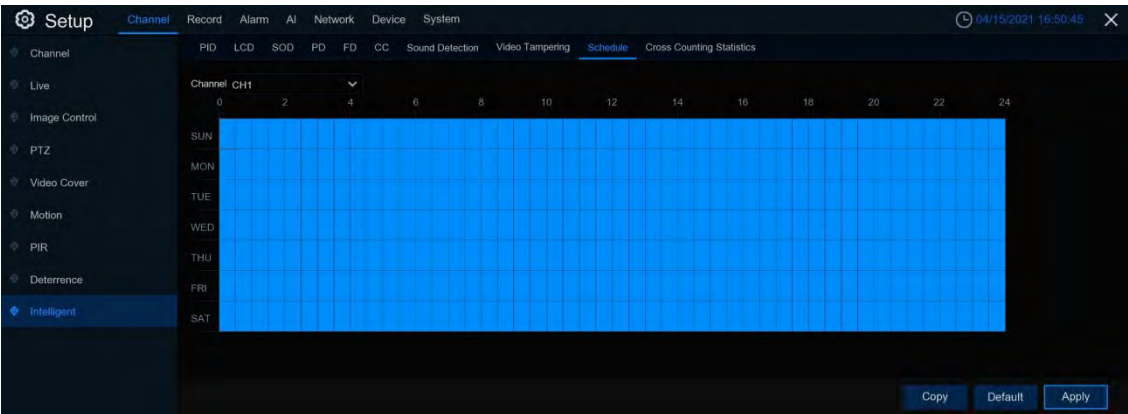 Setup Channel Record Alarm AI Network Device System 04/15/2021 16:50:45
Channel PID LCD SOD PD FD CC Sound Detection Video Tampering Schedule Cross Counting Statistics
Live Channel CH1
0 2 4 6 8 10 12 14 16 18 20 22 24
Image Control
SUN
PTZ
MON
Video Cover
TUE
Motion
WED
PIR
THU
Deterrence
FRI
Intelligent
SAT
Copy Default Apply